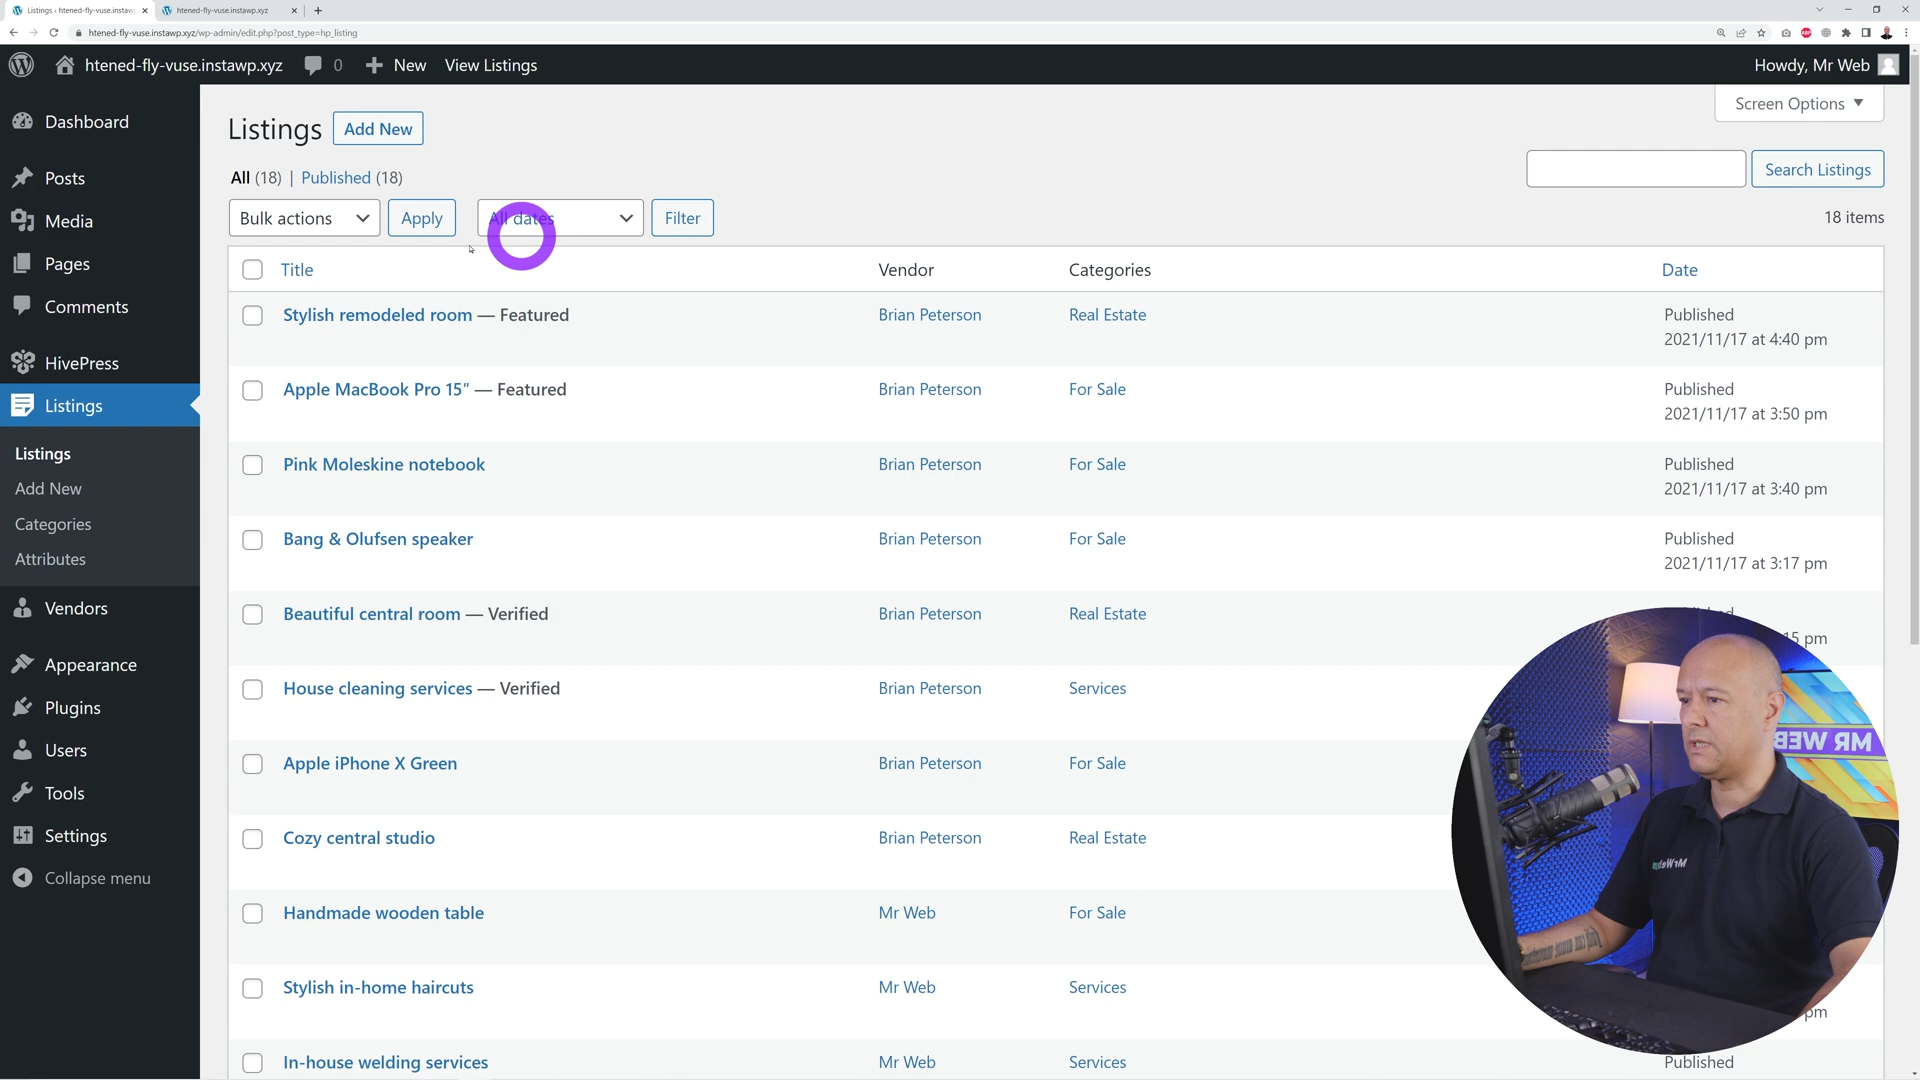 Listings ‹ htened-fly-vuse.instaw
htened-fly-vuse.instawp.xyz
htened-fly-vuse.instawp.xyz/wp-admin/edit.php?post_type=hp_listing
htened-fly-vuse.instawp.xyz
0
New
View Listings
Howdy, Mr Web
Screen Options
Dashboard
Posts
Media
Pages
Comments
HivePress
Listings
Listings
Add New
Categories
Attributes
Vendors
Appearance
Plugins
Users
Tools
Settings
Collapse menu
Listings
Add New
All (18) | Published (18)
Search Listings
Bulk actions
Apply
All dates
Filter
18 items
Title Vendor Categories Date
Stylish remodeled room — Featured Brian Peterson Real Estate Published
2021/11/17 at 4:40 pm
Apple MacBook Pro 15″ — Featured Brian Peterson For Sale Published
2021/11/17 at 3:50 pm
Pink Moleskine notebook Brian Peterson For Sale Published
2021/11/17 at 3:40 pm
Bang & Olufsen speaker Brian Peterson For Sale Published
2021/11/17 at 3:17 pm
Beautiful central room — Verified Brian Peterson Real Estate
15 pm
House cleaning services — Verified Brian Peterson Services
Apple iPhone X Green Brian Peterson For Sale
Cozy central studio Brian Peterson Real Estate
Handmade wooden table Mr Web For Sale
Stylish in-home haircuts Mr Web Services
pm
In-house welding services Mr Web Services Published
MR WEB